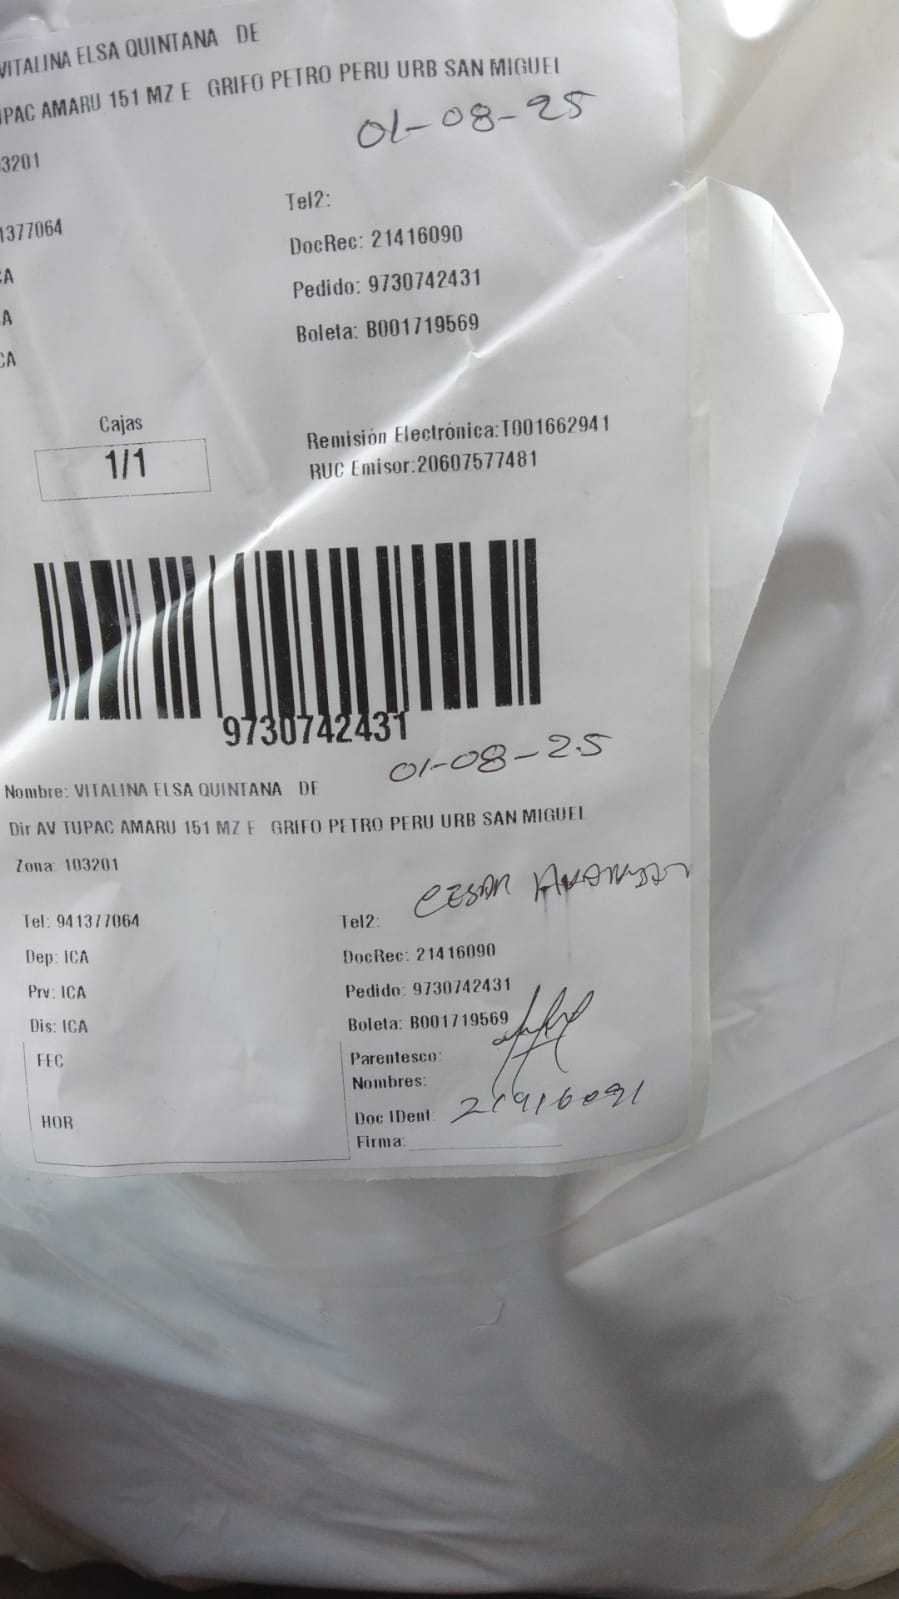 VITALINA ELSA QUINTANA DE
TUPAC AMARU 151 MZ E GRIFO PETRO PERU URB SAN MIGUEL
01-08-25
03201
Tel2:
1377064
DocRec: 21416090
CA
Pedido: 9730742431
A
Boleta: B001719569
CA
Cajas
1/1
Remisión Electrónica:T001662941
RUC Emisor:20607577481
9730742431
01-08-25
Nombre: VITALINA ELSA QUINTANA DE
Dir AV TUPAC AMARU 151 MZ E GRIFO PETRO PERU URB SAN MIGUEL
Zona: 103201
CESAR
Tel: 941377064
Tel2:
Dep: ICA
DocRec: 21416090
Prv: ICA
Pedido: 9730742431
Dis: ICA
Boleta: B001719569
FEC
Parentesco:
Nombres:
HOR
Doc IDent:
Firma: